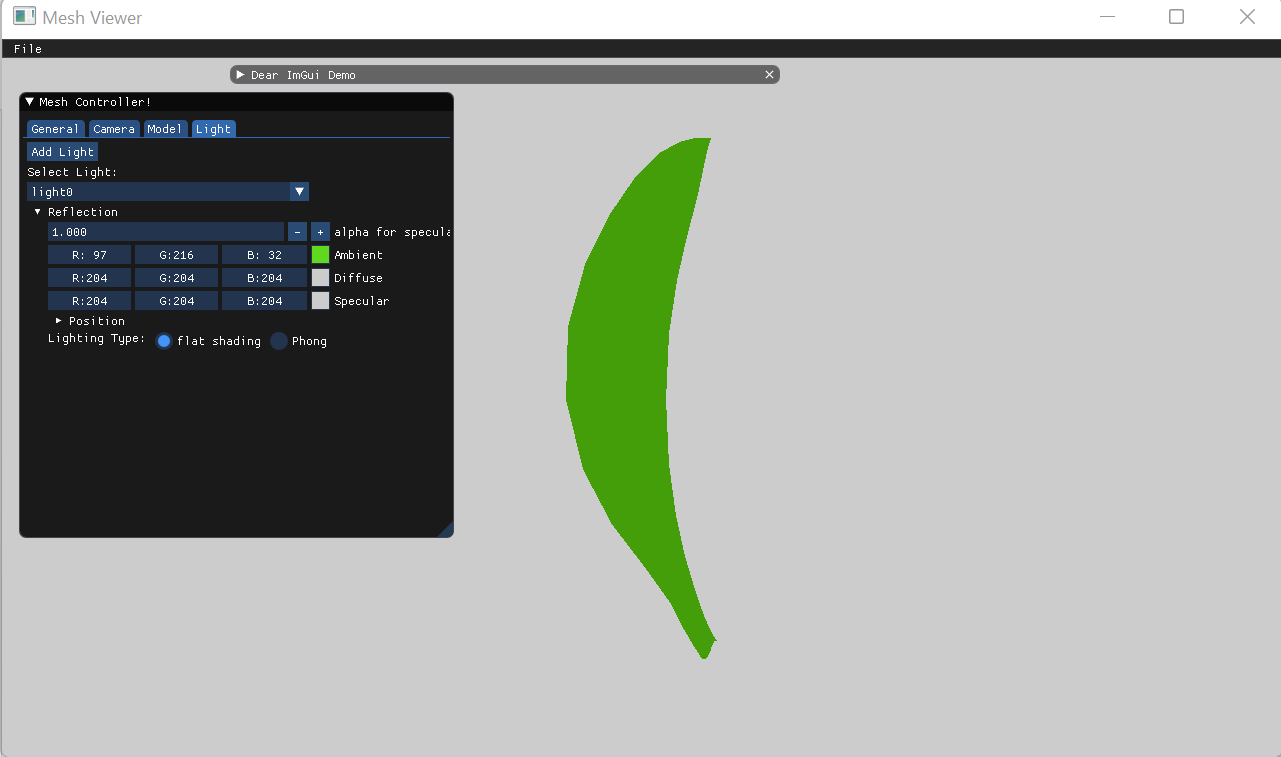 Mesh Viewer
File
Dear ImGui Demo
Mesh Controller!
General Camera Model Light
Add Light
Select Light:
light0
Reflection
1.000 - + alpha for specula
R: 97 G:216 B: 32 Ambient
R:204 G:204 B:204 Diffuse
R:204 G:204 B:204 Specular
Position
Lighting Type: flat shading Phong